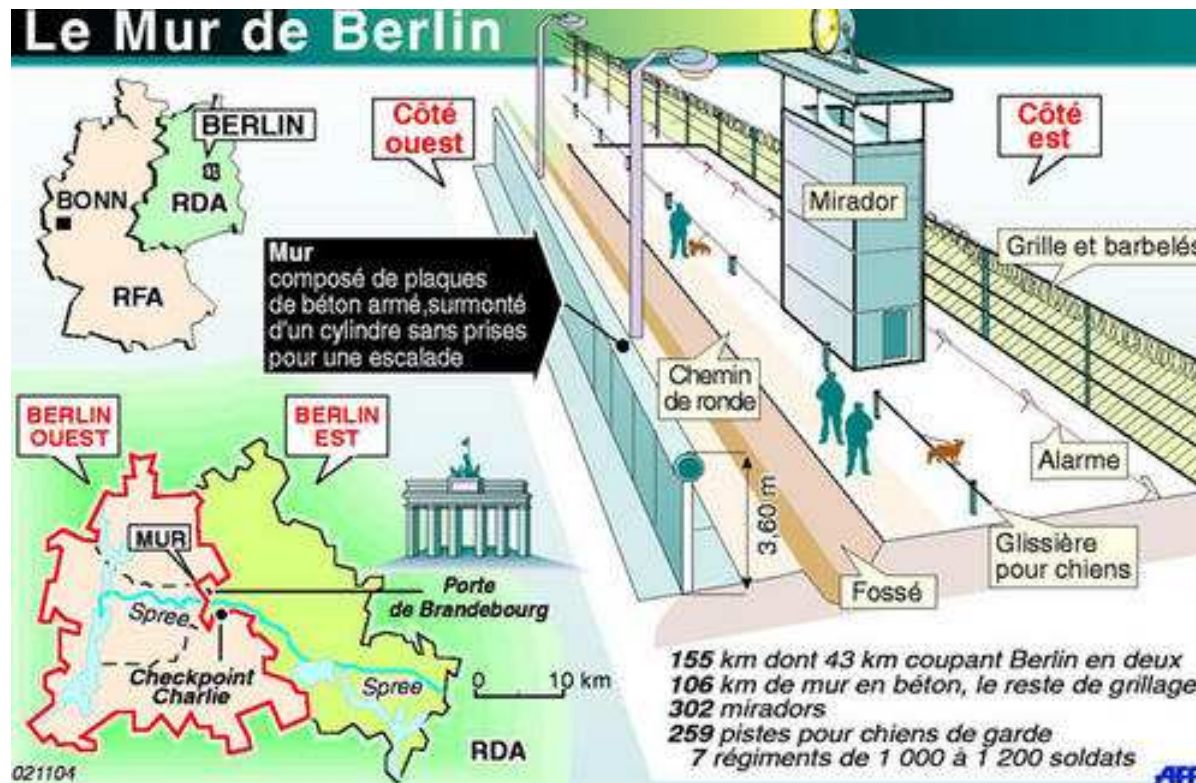 Le Mur de Berlin
BERLIN
BONN
RDA
RFA
Côté
ouest
Côté
est
Mirador
Grille et barbelés
Mur
composé de plaques
de béton armé,surmonté
d'un cylindre sans prises
pour une escalade
Chemin
de ronde
Alarme
3,60 m
Glissière
pour chiens
Fossé
BERLIN
OUEST
BERLIN
EST
MUR
Porte
de Brandebourg
Spree
Checkpoint
Charlie
Spree
0 10 km
RDA
155 km dont 43 km coupant Berlin en deux
106 km de mur en béton, le reste de grillage
302 miradors
259 pistes pour chiens de garde
7 régiments de 1 000 à 1 200 soldats
021104
AFP